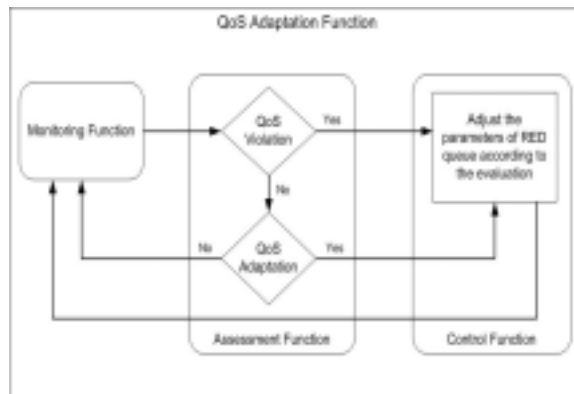 QoS Adaptation Function
Monitoring Function
QoS
Violation
Yes
Adjust the
parameters of RED
queue according to
the evaluation
No
No
QoS
Adaptation
Yes
Assessment Function
Control Function